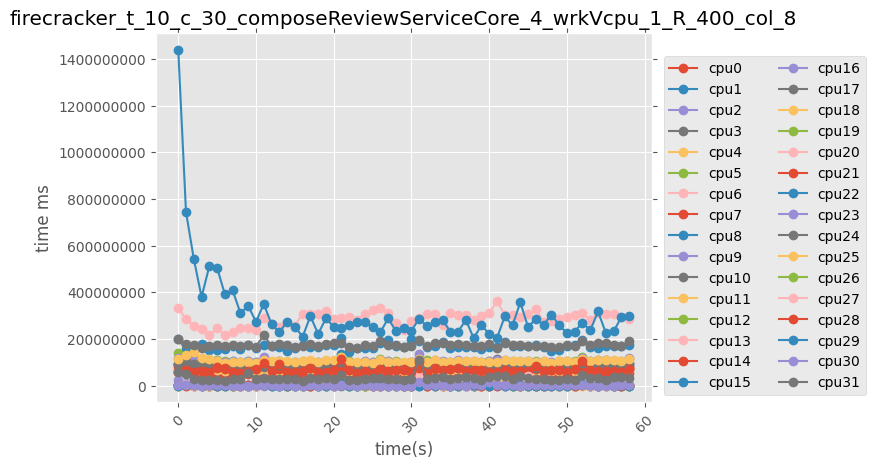 firecracker_t_10_c_30_composeReviewServiceCore_4_wrkVcpu_1_R_400_col_8
time ms
1400000000
1200000000
1000000000
800000000
600000000
400000000
200000000
0
0
10
20
30
40
50
60
time(s)
cpu0
cpu1
cpu2
cpu3
cpu4
cpu5
cpu6
cpu7
cpu8
cpu9
cpu10
cpu11
cpu12
cpu13
cpu14
cpu15
cpu16
cpu17
cpu18
cpu19
cpu20
cpu21
cpu22
cpu23
cpu24
cpu25
cpu26
cpu27
cpu28
cpu29
cpu30
cpu31